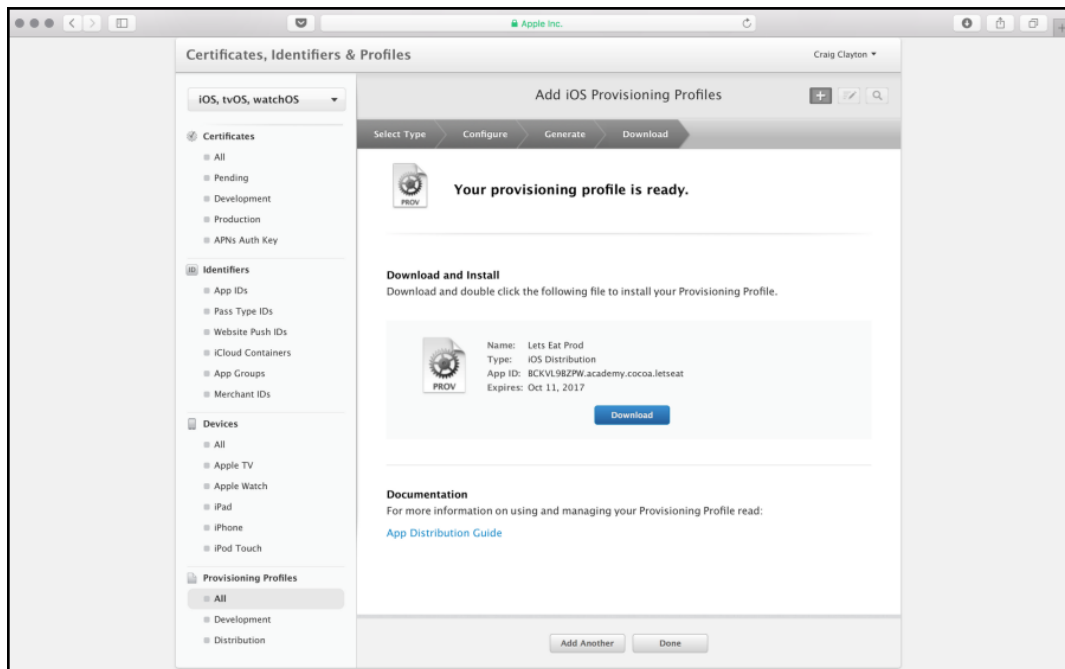 Apple Inc.
Certificates, Identifiers & Profiles
Craig Clayton
iOS, tvOS, watchOS
Certificates
All
Pending
Development
Production
APNs Auth Key
ID Identifiers
App IDs
Pass Type IDs
Website Push IDs
iCloud Containers
App Groups
Merchant IDs
Devices
All
Apple TV
Apple Watch
iPad
iPhone
iPod Touch
Provisioning Profiles
All
Development
Distribution
Add iOS Provisioning Profiles
Select Type Configure Generate Download
PROV
Your provisioning profile is ready.
Download and Install
Download and double click the following file to install your Provisioning Profile.
PROV
Name: Lets Eat Prod
Type: iOS Distribution
App ID: BCKVL9BZPW.academy.cocoa.letseat
Expires: Oct 11, 2017
Download
Documentation
For more information on using and managing your Provisioning Profile read:
App Distribution Guide
Add Another Done